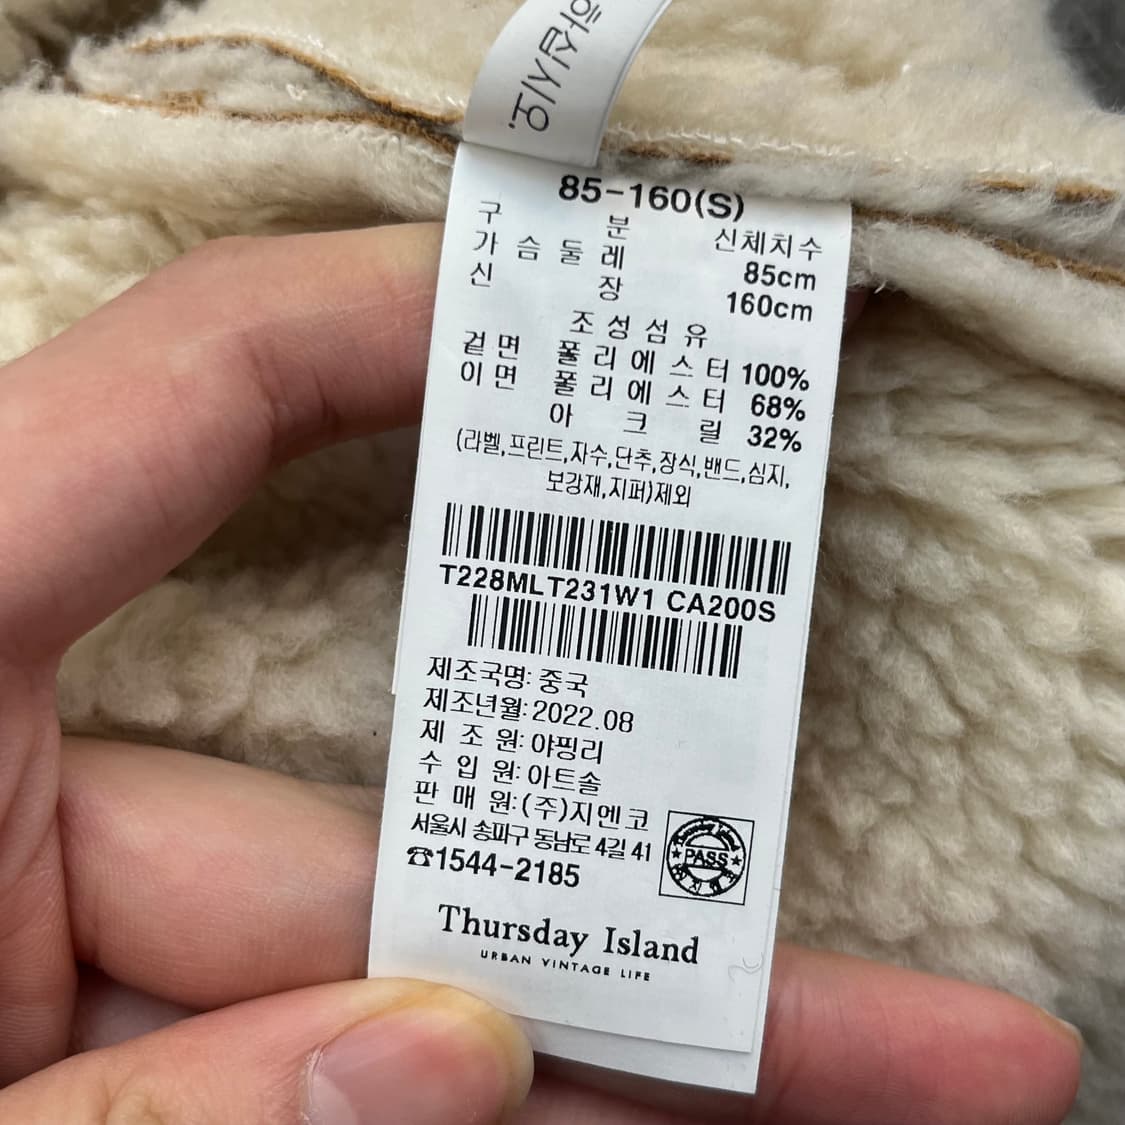 하십시오.
85-160(S)
구 분 신체치수
가슴둘레 85cm
신 장 160cm
조성섬유
겉면 폴리에스터 100%
이면 폴리에스터 68%
아크릴 32%
(라벨,프린트,자수,단추,장식,밴드,심지,
보강재,지퍼)제외
T228MLT231W1 CA200S
제조국명: 중국
제조년월: 2022.08
제 조 원: 야핑리
수 입 원: 아트솔
판 매 원: (주)지엔코
서울시 송파구 동남로 4길 41
☎1544-2185
PASS
Thursday Island
URBAN VINTAGE LIFE